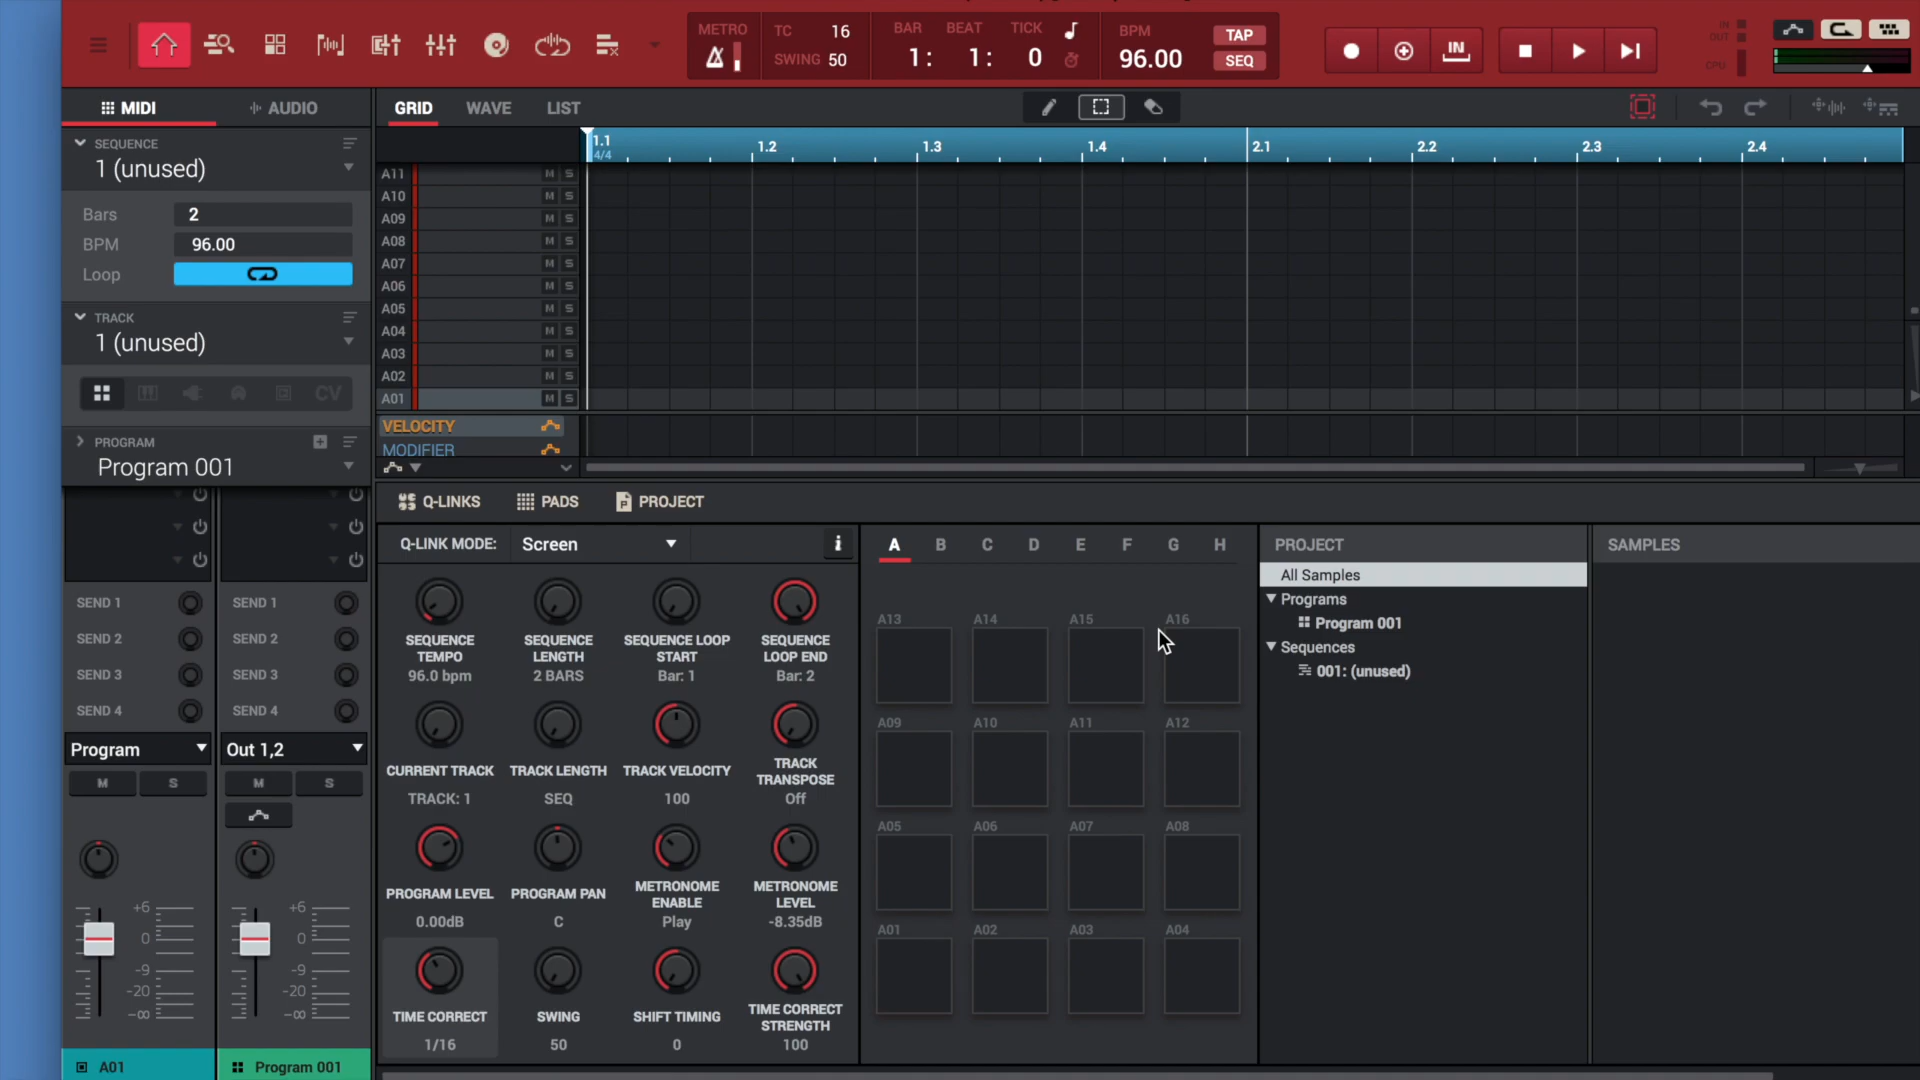 METRO
TC 16
SWING 50
BAR BEAT TICK
1: 1: 0
BPM
96.00
TAP
SEQ
IN
IN
OUT
CPU
MIDI
AUDIO
GRID
WAVE
LIST
SEQUENCE
1 (unused)
Bars 2
BPM 96.00
Loop
TRACK
1 (unused)
CV
PROGRAM
Program 001
1.1 1.2 1.3 1.4 2.1 2.2 2.3 2.4
4/4
A11 M S
A10 M S
A09 M S
A08 M S
A07 M S
A06 M S
A05 M S
A04 M S
A03 M S
A02 M S
A01 M S
VELOCITY
MODIFIER
Q-LINKS
PADS
PROJECT
SEND 1 SEND 1
SEND 2 SEND 2
SEND 3 SEND 3
SEND 4 SEND 4
Program Out 1,2
M S M S
+6 +6
0 0
-9 -9
-20 -20
-∞ -∞
A01 Program 001
Q-LINK MODE: Screen
i
SEQUENCE TEMPO
96.0 bpm
SEQUENCE LENGTH
2 BARS
SEQUENCE LOOP START
Bar: 1
SEQUENCE LOOP END
Bar: 2
CURRENT TRACK
TRACK: 1
TRACK LENGTH
SEQ
TRACK VELOCITY
100
TRACK TRANSPOSE
Off
PROGRAM LEVEL
0.00dB
PROGRAM PAN
C
METRONOME ENABLE
Play
METRONOME LEVEL
-8.35dB
TIME CORRECT
1/16
SWING
50
SHIFT TIMING
0
TIME CORRECT STRENGTH
100
A B C D E F G H
A13 A14 A15 A16
A09 A10 A11 A12
A05 A06 A07 A08
A01 A02 A03 A04
PROJECT
All Samples
Programs
Program 001
Sequences
001: (unused)
SAMPLES